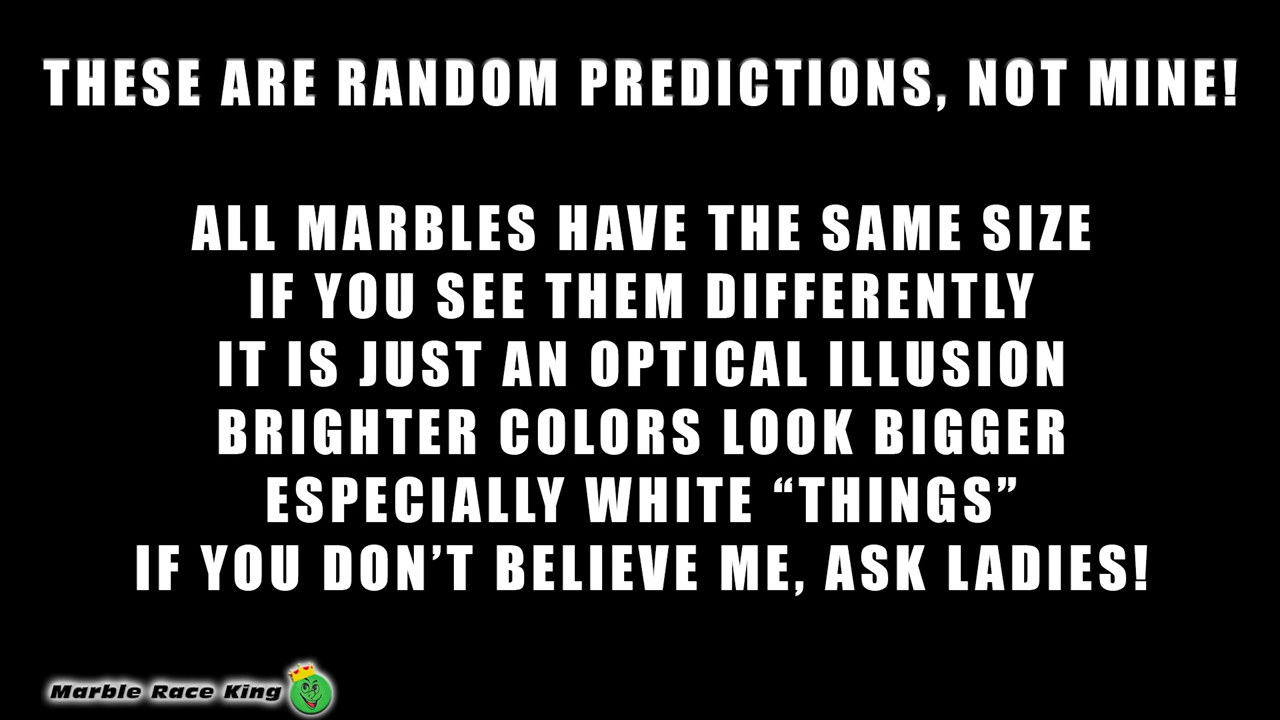 THESE ARE RANDOM PREDICTIONS, NOT MINE!
ALL MARBLES HAVE THE SAME SIZE
IF YOU SEE THEM DIFFERENTLY
IT IS JUST AN OPTICAL ILLUSION
BRIGHTER COLORS LOOK BIGGER
ESPECIALLY WHITE “THINGS”
IF YOU DON’T BELIEVE ME, ASK LADIES!
Marble Race King